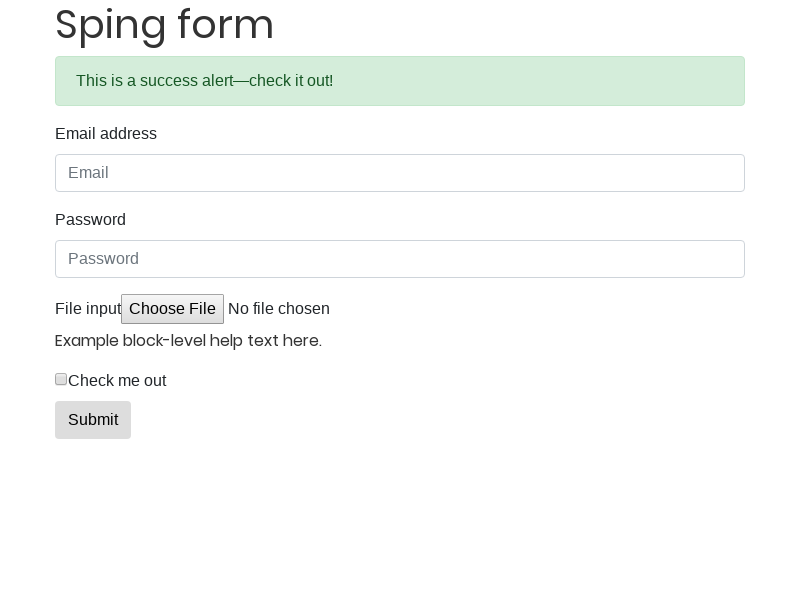 Sping form
This is a success alert—check it out!
Email address
Email
Password
Password
File input Choose File No file chosen
Example block-level help text here.
Check me out
Submit